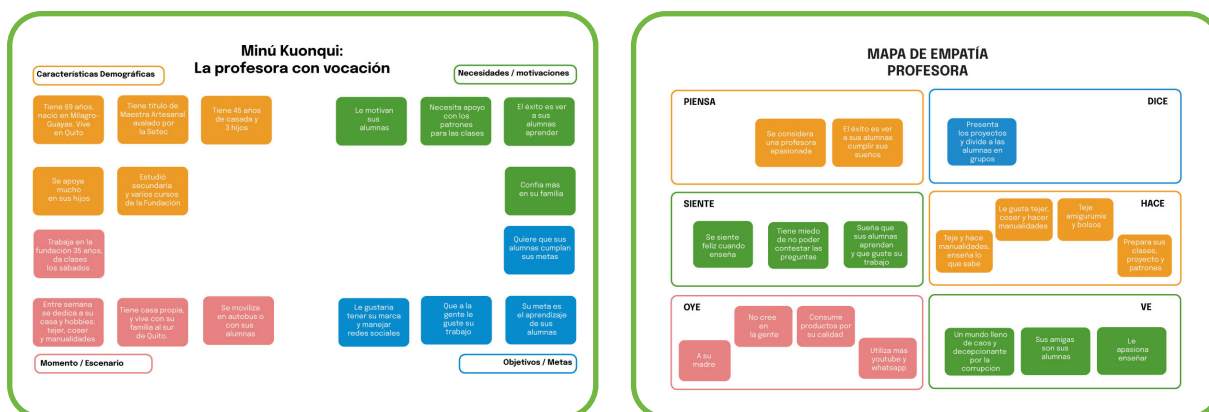 Minú Kuonqui:
La profesora con vocación
Características Demográficas
Necesidades / motivaciones
Tiene 69 años,
nacio en Milagro-
Guayas. Vive
en Quito
Tiene título de
Maestra Artesanal
avalado por
la Setec
Tiene 45 años
de casada y
3 hijos
Le motivan
sus
alumnas
Necesita apoyo
con los
patrones
para las clases
El éxito es ver
a sus
alumnas
aprender
Se apoya
mucho
en sus hijos
Estudió
secundaria
y varios cursos
de la Fundación
Confía más
en su familia
Trabaja en la
fundación 35 años,
da clases
los sábados .
Quiere que sus
alumnas cumplan
sus metas
Entre semana
se dedica a su
casa y hobbies:
tejer, coser
y manualidades
Tiene casa propia,
y vive con su
familia al sur
de Quito.
Se moviliza
en autobus o
con sus
alumnas
Le gustaria
tener su marca
y manejar
redes sociales
Que a la
gente le
guste su
trabajo
Su meta es
el aprendizaje
de sus
alumnas
Momento / Escenario
Objetivos / Metas
MAPA DE EMPATÍA
PROFESORA
PIENSA
Se considera
una profesora
apasionada
El éxito es ver
a sus alumnas
cumplir sus
sueños
DICE
Presenta
los proyectos
y divide a las
alumnas en
grupos
SIENTE
Se siente
feliz cuando
enseña
Tiene miedo
de no poder
contestar las
preguntas
Sueña que
sus alumnas
aprendan
y que guste su
trabajo
HACE
Teje y hace
manualidades,
enseña lo
que sabe
Le gusta tejer,
coser y hacer
manualidades
Teje
amigurumis
y bolsos
Prepara sus
clases,
proyecto y
patrones
OYE
A su
madre
No cree
en
la gente
Consume
productos por
su calidad
Utiliza más
youtube y
whatsapp
VE
Un mundo lleno
de caos y
decepcionante
por la
corrupción
Sus amigas
son sus
alumnas
Le
apasiona
enseñar